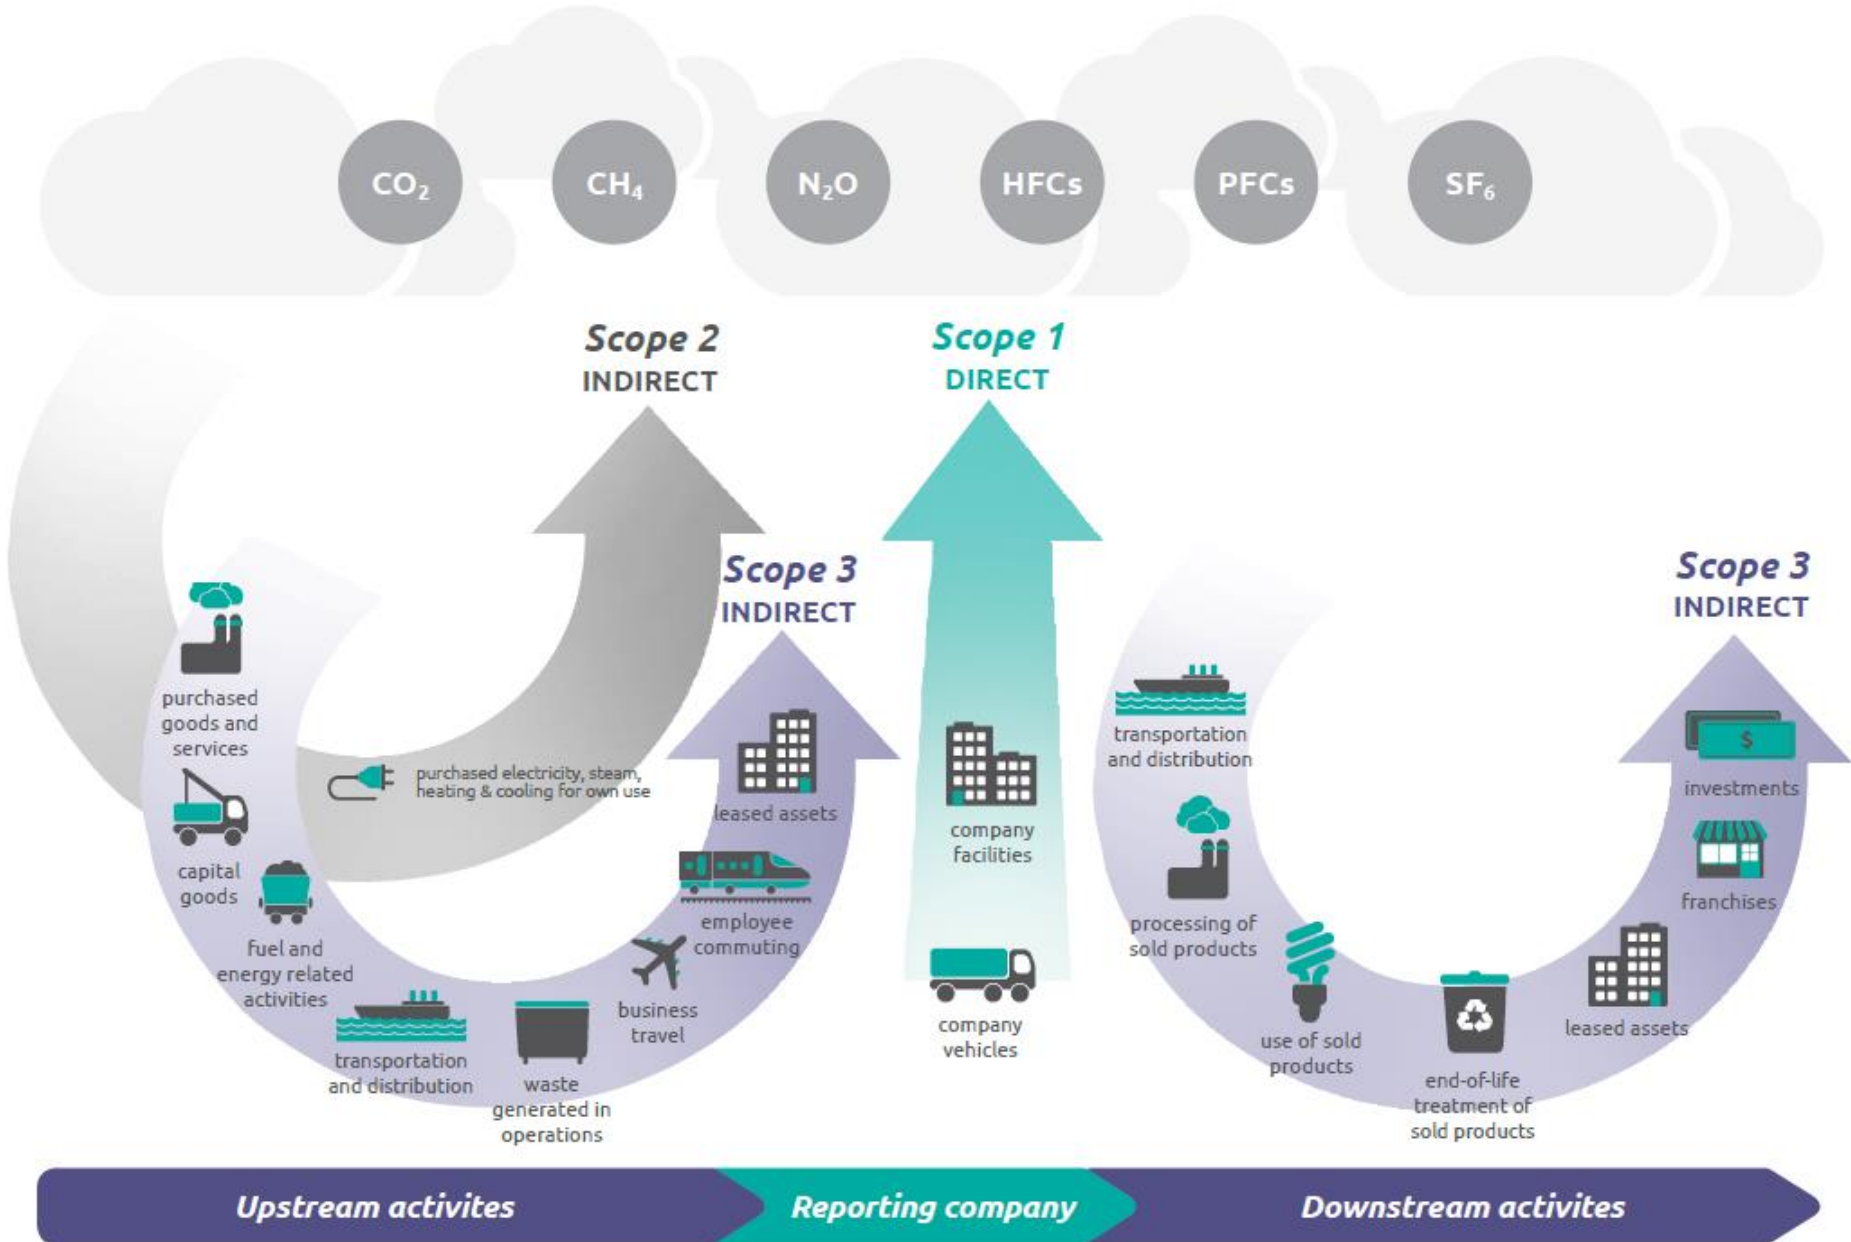 CO₂
CH₄
N₂O
HFCs
PFCs
SF₆
Scope 2
INDIRECT
Scope 1
DIRECT
Scope 3
INDIRECT
Scope 3
INDIRECT
purchased
goods and
services
capital
goods
fuel and
energy related
activities
transportation
and distribution
waste
generated in
operations
business
travel
employee
commuting
leased assets
purchased electricity, steam,
heating & cooling for own use
company
facilities
company
vehicles
transportation
and distribution
processing of
sold products
use of sold
products
end-of-life
treatment of
sold products
leased assets
franchises
$
investments
Upstream activites
Reporting company
Downstream activites